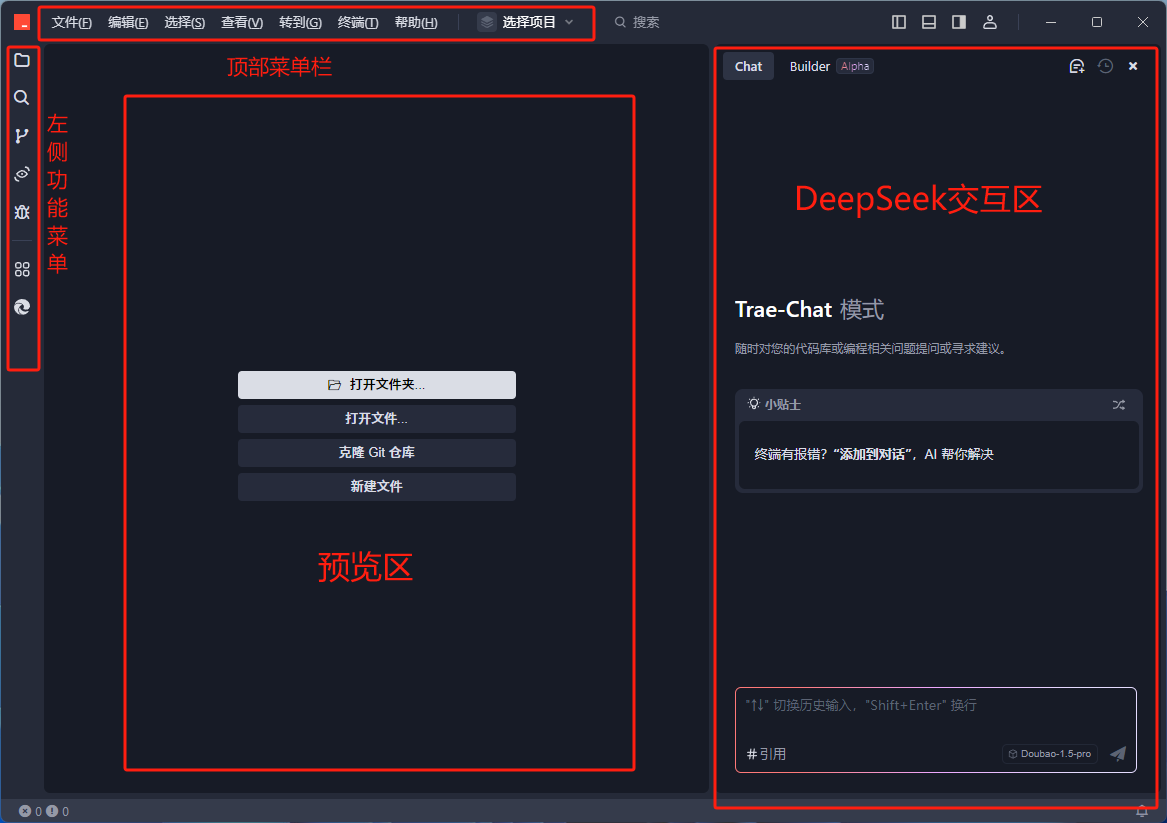 文件(F) 编辑(E) 选择(S) 查看(V) 转到(G) 终端(T) 帮助(H) 选择项目 搜索
顶部菜单栏
左侧功能菜单
打开文件夹...
打开文件...
克隆 Git 仓库
新建文件
预览区
Chat Builder Alpha
DeepSeek交互区
Trae-Chat 模式
随时对您的代码库或编程相关问题提问或寻求建议。
小贴士
终端有报错？“添加到对话”，AI 帮你解决
"↑↓" 切换历史输入，"Shift+Enter" 换行
#引用 Doubao-1.5-pro
0 0